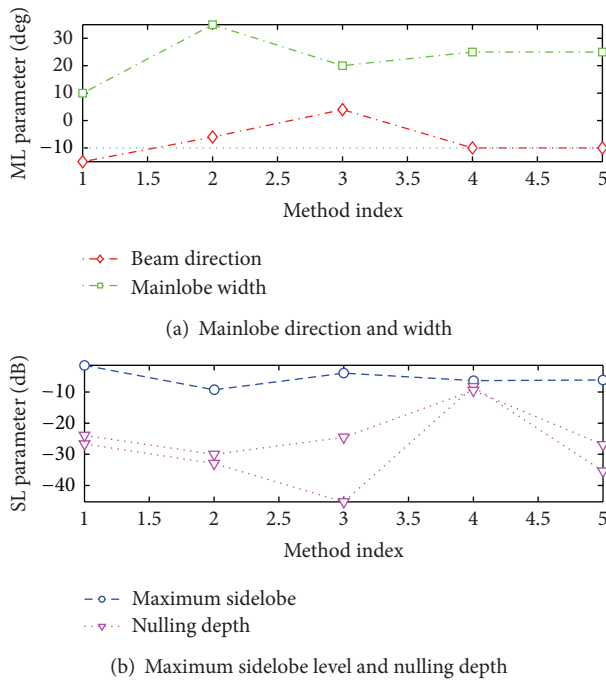 ML parameter (deg)
30
20
10
0
−10
1
1.5
2
2.5
3
3.5
4
4.5
5
Method index
Beam direction
Mainlobe width
(a) Mainlobe direction and width
SL parameter (dB)
−10
−20
−30
−40
1
1.5
2
2.5
3
3.5
4
4.5
5
Method index
Maximum sidelobe
Nulling depth
(b) Maximum sidelobe level and nulling depth